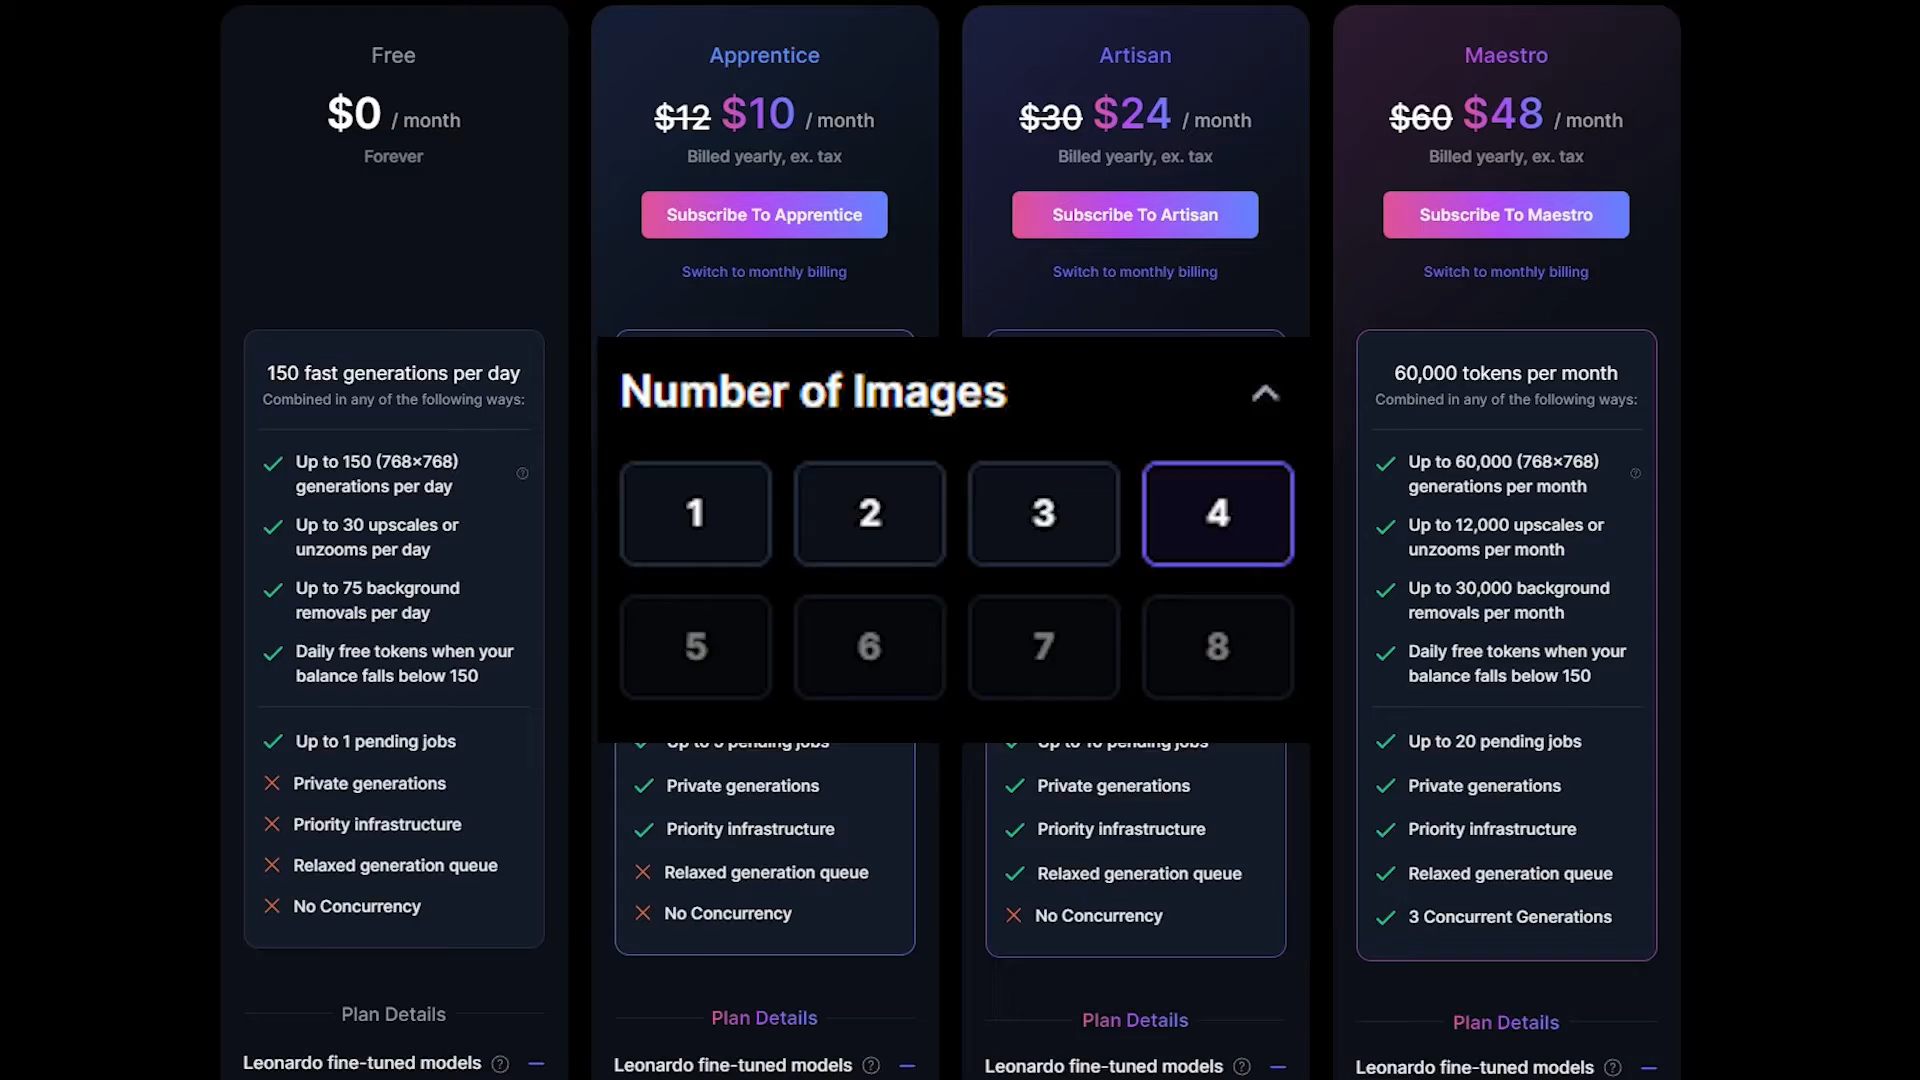 Free
$0 / month
Forever
150 fast generations per day
Combined in any of the following ways:
Up to 150 (768×768)
generations per day
Up to 30 upscales or
unzooms per day
Up to 75 background
removals per day
Daily free tokens when your
balance falls below 150
Up to 1 pending jobs
Private generations
Priority infrastructure
Relaxed generation queue
No Concurrency
Plan Details
Leonardo fine-tuned models
Apprentice
$12 $10 / month
Billed yearly, ex. tax
Subscribe To Apprentice
Switch to monthly billing
Artisan
$30 $24 / month
Billed yearly, ex. tax
Subscribe To Artisan
Switch to monthly billing
Number of Images
1 2 3 4
5 6 7 8
pending jobs
Private generations
Priority infrastructure
Relaxed generation queue
No Concurrency
Plan Details
Leonardo fine-tuned models
pending jobs
Private generations
Priority infrastructure
Relaxed generation queue
No Concurrency
Plan Details
Leonardo fine-tuned models
Maestro
$60 $48 / month
Billed yearly, ex. tax
Subscribe To Maestro
Switch to monthly billing
60,000 tokens per month
Combined in any of the following ways:
Up to 60,000 (768×768)
generations per month
Up to 12,000 upscales or
unzooms per month
Up to 30,000 background
removals per month
Daily free tokens when your
balance falls below 150
Up to 20 pending jobs
Private generations
Priority infrastructure
Relaxed generation queue
3 Concurrent Generations
Plan Details
Leonardo fine-tuned models